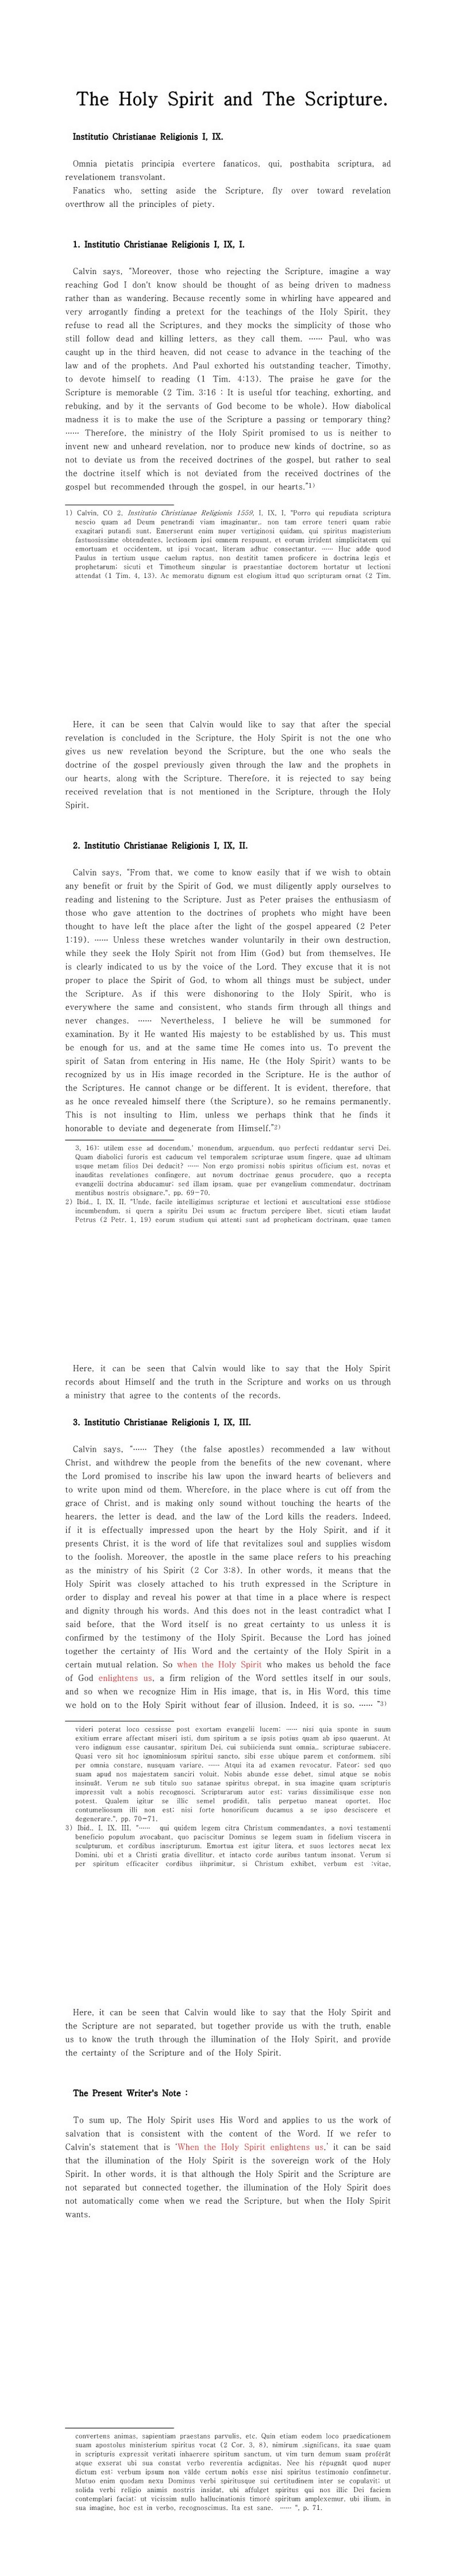 The Holy Spirit and The Scripture.
Institutio Christianae Religionis I, IX.
Omnia pietatis principia evertere fanaticos, qui, posthabita scriptura, ad
revelationem transvolant.
Fanatics who, setting aside the Scripture, fly over toward revelation
overthrow all the principles of piety.
1. Institutio Christianae Religionis I, IX, I.
Calvin says, "Moreover, those who rejecting the Scripture, imagine a way
reaching God I don't know should be thought of as being driven to madness
rather than as wandering. Because recently some in whirling have appeared and
very arrogantly finding a pretext for the teachings of the Holy Spirit, they
refuse to read all the Scriptures, and they mocks the simplicity of those who
still follow dead and killing letters, as they call them. ...... Paul, who was
caught up in the third heaven, did not cease to advance in the teaching of the
law and of the prophets. And Paul exhorted his outstanding teacher, Timothy,
to devote himself to reading (1 Tim. 4:13). The praise he gave for the
Scripture is memorable (2 Tim. 3:16 : It is useful tfor teaching, exhorting, and
rebuking, and by it the servants of God become to be whole). How diabolical
madness it is to make the use of the Scripture a passing or temporary thing?
...... Therefore, the ministry of the Holy Spirit promised to us is neither to
invent new and unheard revelation, nor to produce new kinds of doctrine, so as
not to deviate us from the received doctrines of the gospel, but rather to seal
the doctrine itself which is not deviated from the received doctrines of the
gospel but recommended through the gospel, in our hearts."1)
1) Calvin, CO 2, Institutio Christianae Religionis 1559, I, IX, I, "Porro qui repudiata scriptura
nescio quam ad Deum penetrandi viam imaginantur,. non tam errore teneri quam rabie
exagitari putandi sunt. Emerserunt enim nuper vertiginosi quidam, qui spiritus magisterium
fastuosissime obtendentes, lectionem ipsi omnem respuunt, et eorum irrident simplicitatem qui
emortuam et occidentem, ut ipsi vocant, literam adhuc consectantur. ...... Huc adde quod
Paulus in tertium usque caelum raptus, non destitit tamen proficere in doctrina legis et
prophetarum; sicuti et Timotheum singular is praestantiae doctorem hortatur ut lectioni
attendat (1 Tim. 4, 13). Ac memoratu dignum est elogium ittud quo scripturam ornat (2 Tim.
Here, it can be seen that Calvin would like to say that after the special
revelation is concluded in the Scripture, the Holy Spirit is not the one who
gives us new revelation beyond the Scripture, but the one who seals the
doctrine of the gospel previously given through the law and the prophets in
our hearts, along with the Scripture. Therefore, it is rejected to say being
received revelation that is not mentioned in the Scripture, through the Holy
Spirit.
2. Institutio Christianae Religionis I, IX, II.
Calvin says, "From that, we come to know easily that if we wish to obtain
any benefit or fruit by the Spirit of God, we must diligently apply ourselves to
reading and listening to the Scripture. Just as Peter praises the enthusiasm of
those who gave attention to the doctrines of prophets who might have been
thought to have left the place after the light of the gospel appeared (2 Peter
1:19). ...... Unless these wretches wander voluntarily in their own destruction,
while they seek the Holy Spirit not from Him (God) but from themselves, He
is clearly indicated to us by the voice of the Lord. They excuse that it is not
proper to place the Spirit of God, to whom all things must be subject, under
the Scripture. As if this were dishonoring to the Holy Spirit, who is
everywhere the same and consistent, who stands firm through all things and
never changes. ...... Nevertheless, I believe he will be summoned for
examination. By it He wanted His majesty to be established by us. This must
be enough for us, and at the same time He comes into us. To prevent the
spirit of Satan from entering in His name, He (the Holy Spirit) wants to be
recognized by us in His image recorded in the Scripture. He is the author of
the Scriptures. He cannot change or be different. It is evident, therefore, that
as he once revealed himself there (the Scripture), so he remains permanently.
This is not insulting to Him, unless we perhaps think that he finds it
honorable to deviate and degenerate from Himself."2)
3, 16): utilem esse ad docendum,' monendum, arguendum, quo perfecti reddantur servi Dei.
Quam diabolici furoris est caducum vel temporalem scripturae usum fingere, quae ad ultimam
usque metam filios Dei deducit? ...... Non ergo promissi nobis spiritus officium est, novas et
inauditas revelationes confingere, aut novum doctrinae genus procudere, quo a recepta
evangelii doctrina abducamur; sed illam ipsam, quae per evangelium commendatur, doctrinam
mentibus nostris obsignare.", pp. 69-70.
2) Ibid., I, IX, II, "Unde, facile intelligimus scripturae et lectioni et auscultationi esse stüdiose
incumbendum, si quem a spiritu Dei usum ac fructum percipere libet, sicuti etiam laudat
Petrus (2 Petr. 1, 19) eorum studium qui attenti sunt ad propheticam doctrinam, quae tamen
Here, it can be seen that Calvin would like to say that the Holy Spirit
records about Himself and the truth in the Scripture and works on us through
a ministry that agree to the contents of the records.
3. Institutio Christianae Religionis I, IX, III.
Calvin says, "...... They (the false apostles) recommended a law without
Christ, and withdrew the people from the benefits of the new covenant, where
the Lord promised to inscribe his law upon the inward hearts of believers and
to write upon mind od them. Wherefore, in the place where is cut off from the
grace of Christ, and is making only sound without touching the hearts of the
hearers, the letter is dead, and the law of the Lord kills the readers. Indeed,
if it is effectually impressed upon the heart by the Holy Spirit, and if it
presents Christ, it is the word of life that revitalizes soul and supplies wisdom
to the foolish. Moreover, the apostle in the same place refers to his preaching
as the ministry of his Spirit (2 Cor 3:8). In other words, it means that the
Holy Spirit was closely attached to his truth expressed in the Scripture in
order to display and reveal his power at that time in a place where is respect
and dignity through his words. And this does not in the least contradict what I
said before, that the Word itself is no great certainty to us unless it is
confirmed by the testimony of the Holy Spirit. Because the Lord has joined
together the certainty of His Word and the certainty of the Holy Spirit in a
certain mutual relation. So when the Holy Spirit who makes us behold the face
of God enlightens us, a firm religion of the Word settles itself in our souls,
and so when we recognize Him in His image, that is, in His Word, this time
we hold on to the Holy Spirit without fear of illusion. Indeed, it is so. ...... "3)
videri poterat loco cessisse post exortam evangelii lucem; ...... nisi quia sponte in suum
exitium errare affectant miseri isti, dum spiritum a se ipsis potius quam ab ipso quaerunt. At
vero indignum esse causantur, spiritum Dei, cui subiicienda sunt omnia,. scripturae subiacere.
Quasi vero sit hoc ignominiosum spiritui sancto, sibi esse ubique parem et conformem, sibi
per omnia constare, nusquam variare. ...... Atqui ita ad examen revocatur. Fateor; sed quo
suam apud nos majestatem sanciri voluit. Nobis abunde esse debet, simul atque se nobis
insinuät. Verum ne sub titulo suo satanae spiritus obrepat, in sua imagine quam scripturis
impressit vult a nobis recognosci. Scripturarum autor est: varius dissimilisque esse non
potest. Qualem igitur se illic semel prodidit, talis perpetuo maneat oportet. Hoc
contumeliosum illi non est; nisi forte honorificum ducamus a se ipso desciscere et
degenerare.", pp. 70-71.
3) Ibid., I, IX, III, "...... qui quidem legem citra Christum commendantes, a novi testamenti
beneficio populum avocabant, quo paciscitur Dominus se legem suam in fidelium viscera in
sculpturum, et cordibus inscripturum. Emortua est igitur litera, et suos lectores necat lex
Domini, ubi et a Christi gratia divellitur, et intacto corde auribus tantum insonat. Verum si
per spiritum efficaciter cordibus iihprimitur, si Christum exhibet, verbum est :vitae,
Here, it can be seen that Calvin would like to say that the Holy Spirit and
the Scripture are not separated, but together provide us with the truth, enable
us to know the truth through the illumination of the Holy Spirit, and provide
the certainty of the Scripture and of the Holy Spirit.
The Present Writer's Note :
To sum up, The Holy Spirit uses His Word and applies to us the work of
salvation that is consistent with the content of the Word. If we refer to
Calvin's statement that is 'When the Holy Spirit enlightens us,' it can be said
that the illumination of the Holy Spirit is the sovereign work of the Holy
Spirit. In other words, it is that although the Holy Spirit and the Scripture are
not separated but connected together, the illumination of the Holy Spirit does
not automatically come when we read the Scripture, but when the Holy Spirit
wants.
convertens animas, sapientiam praestans parvulis, etc. Quin etiam eodem loco praedicationem
suam apostolus ministerium spiritus vocat (2 Cor. 3, 8), nimirum ,significans, ita suae quam
in scripturis expressit veritati inhaerere spiritum sanctum, ut vim turn demum suam proférät
atque exserat ubi sua constat verbo reverentia acdignitas. Nec his répugnät quod nuper
dictum est: verbum ipsum non välde certum nobis esse nisi spiritus testimonio confinnetur.
Mutuo enim quodam nexu Dominus verbi spiritusque sui certitudinem inter se copulavit; ut
solida verbi religio animis nostris insidat, ubi affulget spiritus qui nos illic Dei faciem
contemplari faciat; ut vicissim nullo hallucinationis timoré spiritum amplexemur, ubi ilium, in
sua imagine, hoc est in verbo, recognoscimus. Ita est sane. ...... ", p. 71.